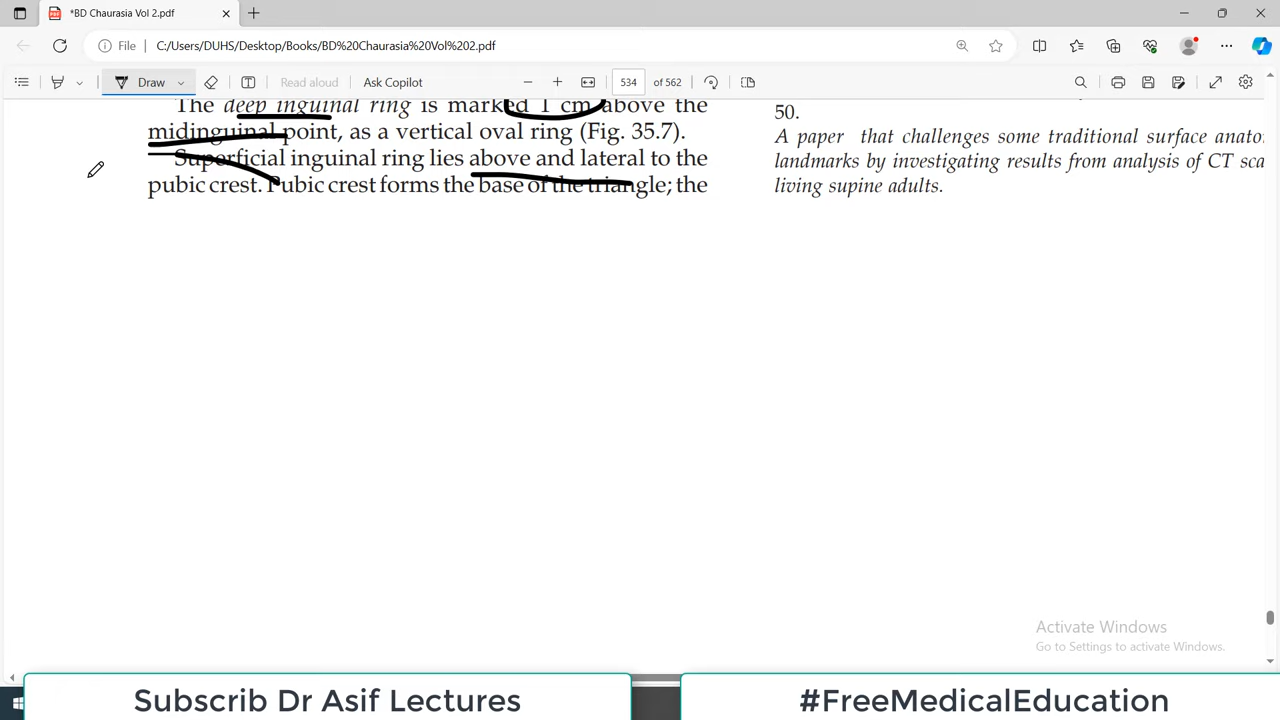 *BD Chaurasia Vol 2.pdf
File C:/Users/DUHS/Desktop/Books/BD%20Chaurasia%20Vol%202.pdf
Draw Read aloud Ask Copilot 534 of 562
The deep inguinal ring is marked 1 cm above the
midinguinal point, as a vertical oval ring (Fig. 35.7).
Superficial inguinal ring lies above and lateral to the
pubic crest. Pubic crest forms the base of the triangle; the
50.
A paper that challenges some traditional surface anato
landmarks by investigating results from analysis of CT sca
living supine adults.
Activate Windows
Go to Settings to activate Windows.
Subscrib Dr Asif Lectures
#FreeMedicalEducation